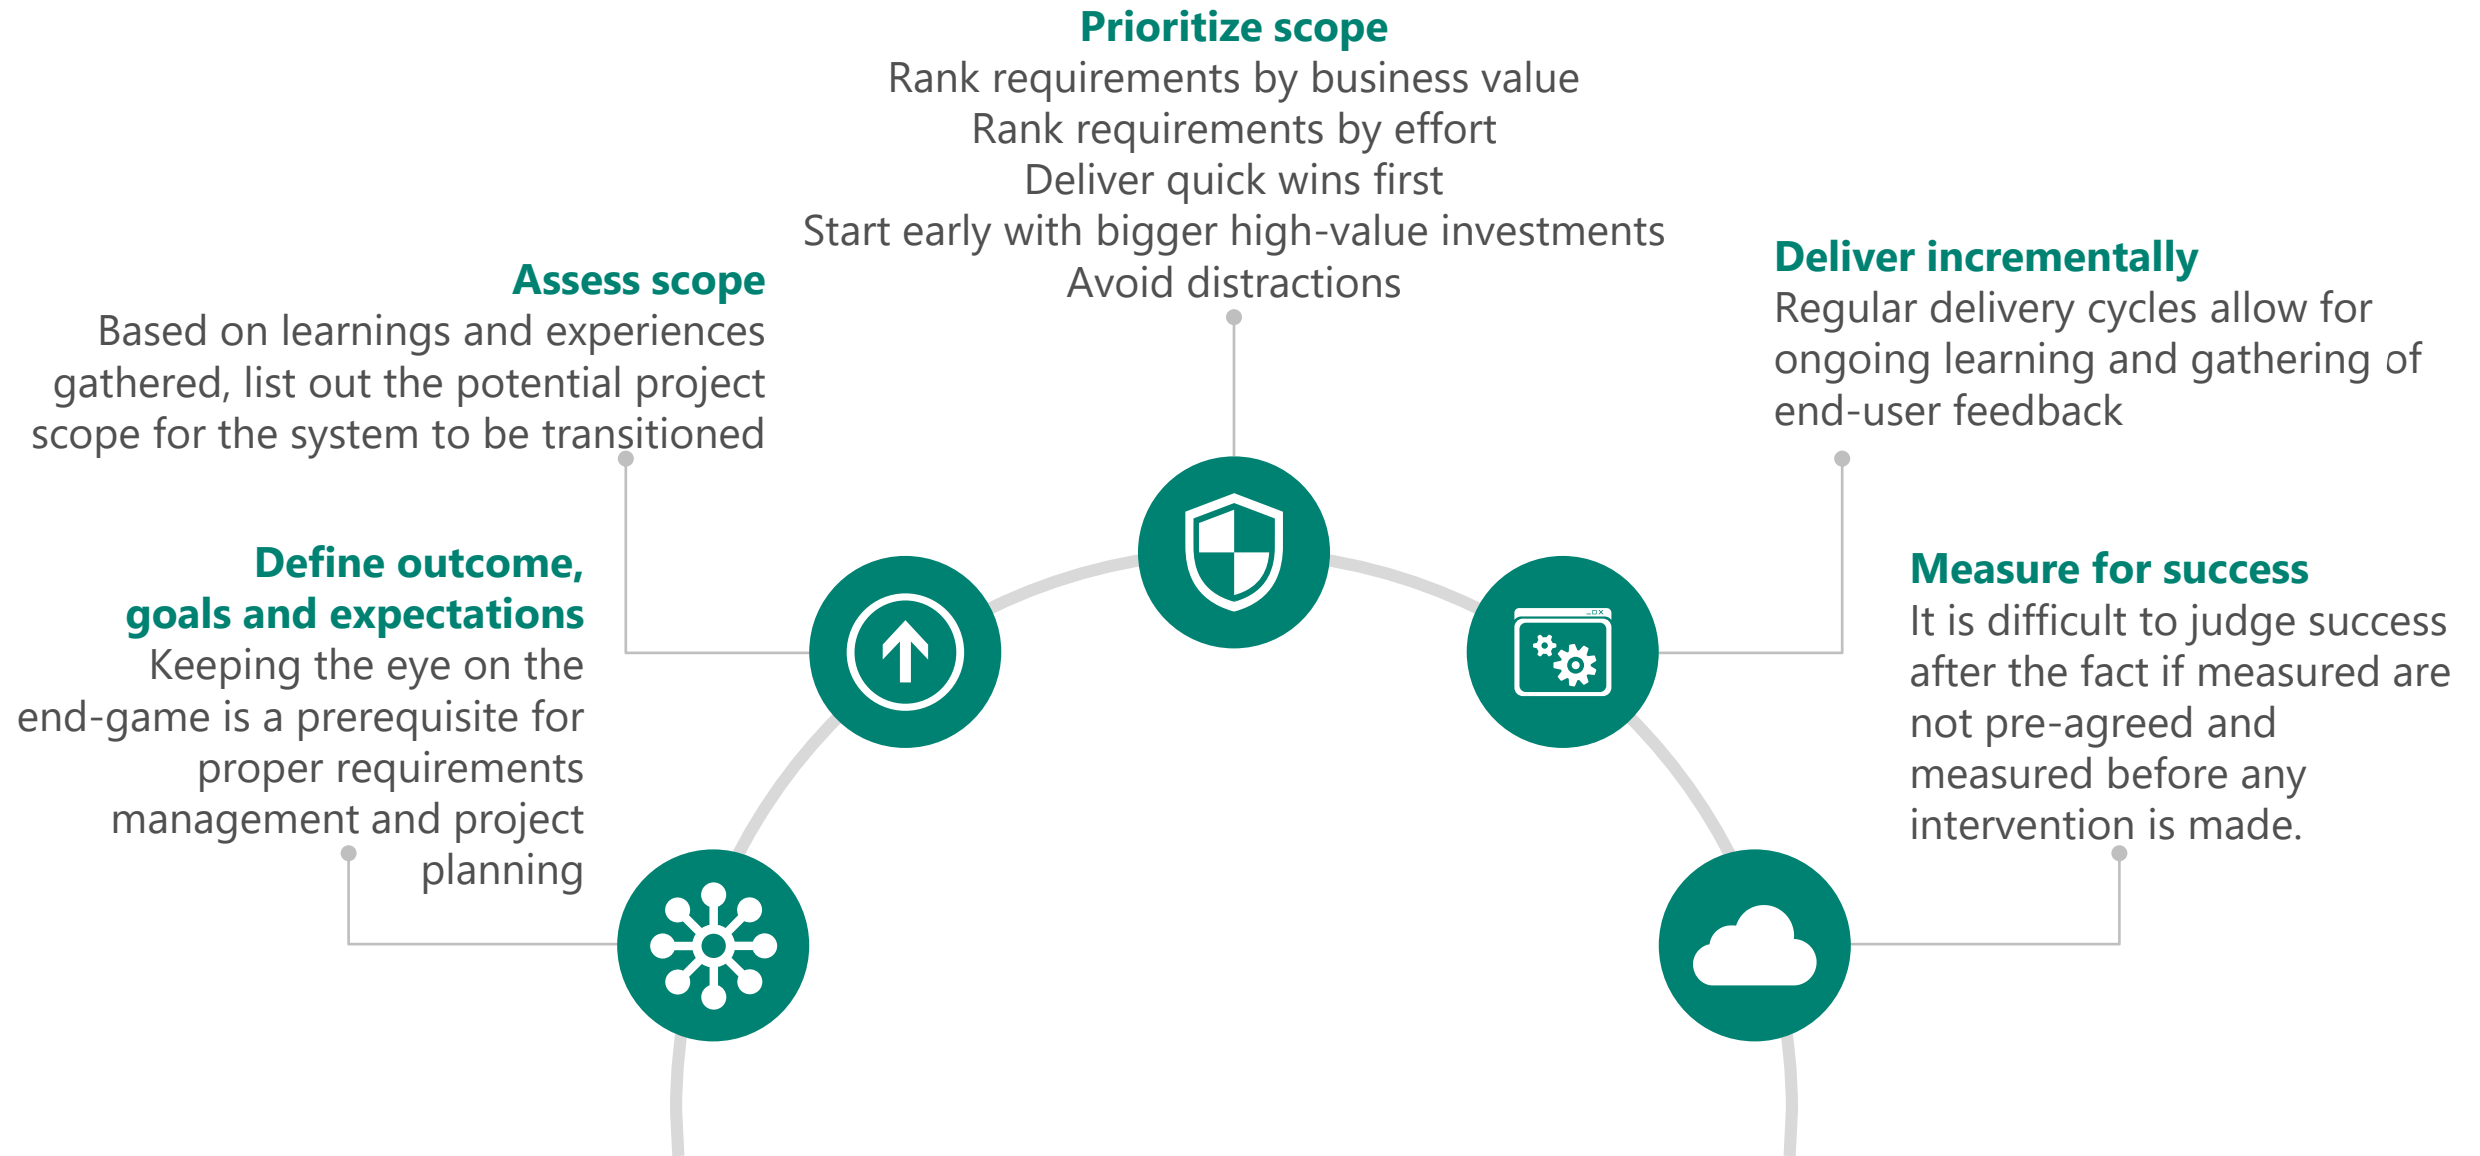 Prioritize scope
Rank requirements by business value
Rank requirements by effort
Deliver quick wins first
Start early with bigger high-value investments
Avoid distractions
Assess scope
Based on learnings and experiences
gathered, list out the potential project
scope for the system to be transitioned
Deliver incrementally
Regular delivery cycles allow for
ongoing learning and gathering of
end-user feedback
Define outcome,
goals and expectations
Keeping the eye on the
end-game is a prerequisite for
proper requirements
management and project
planning
Measure for success
It is difficult to judge success
after the fact if measured are
not pre-agreed and
measured before any
intervention is made.